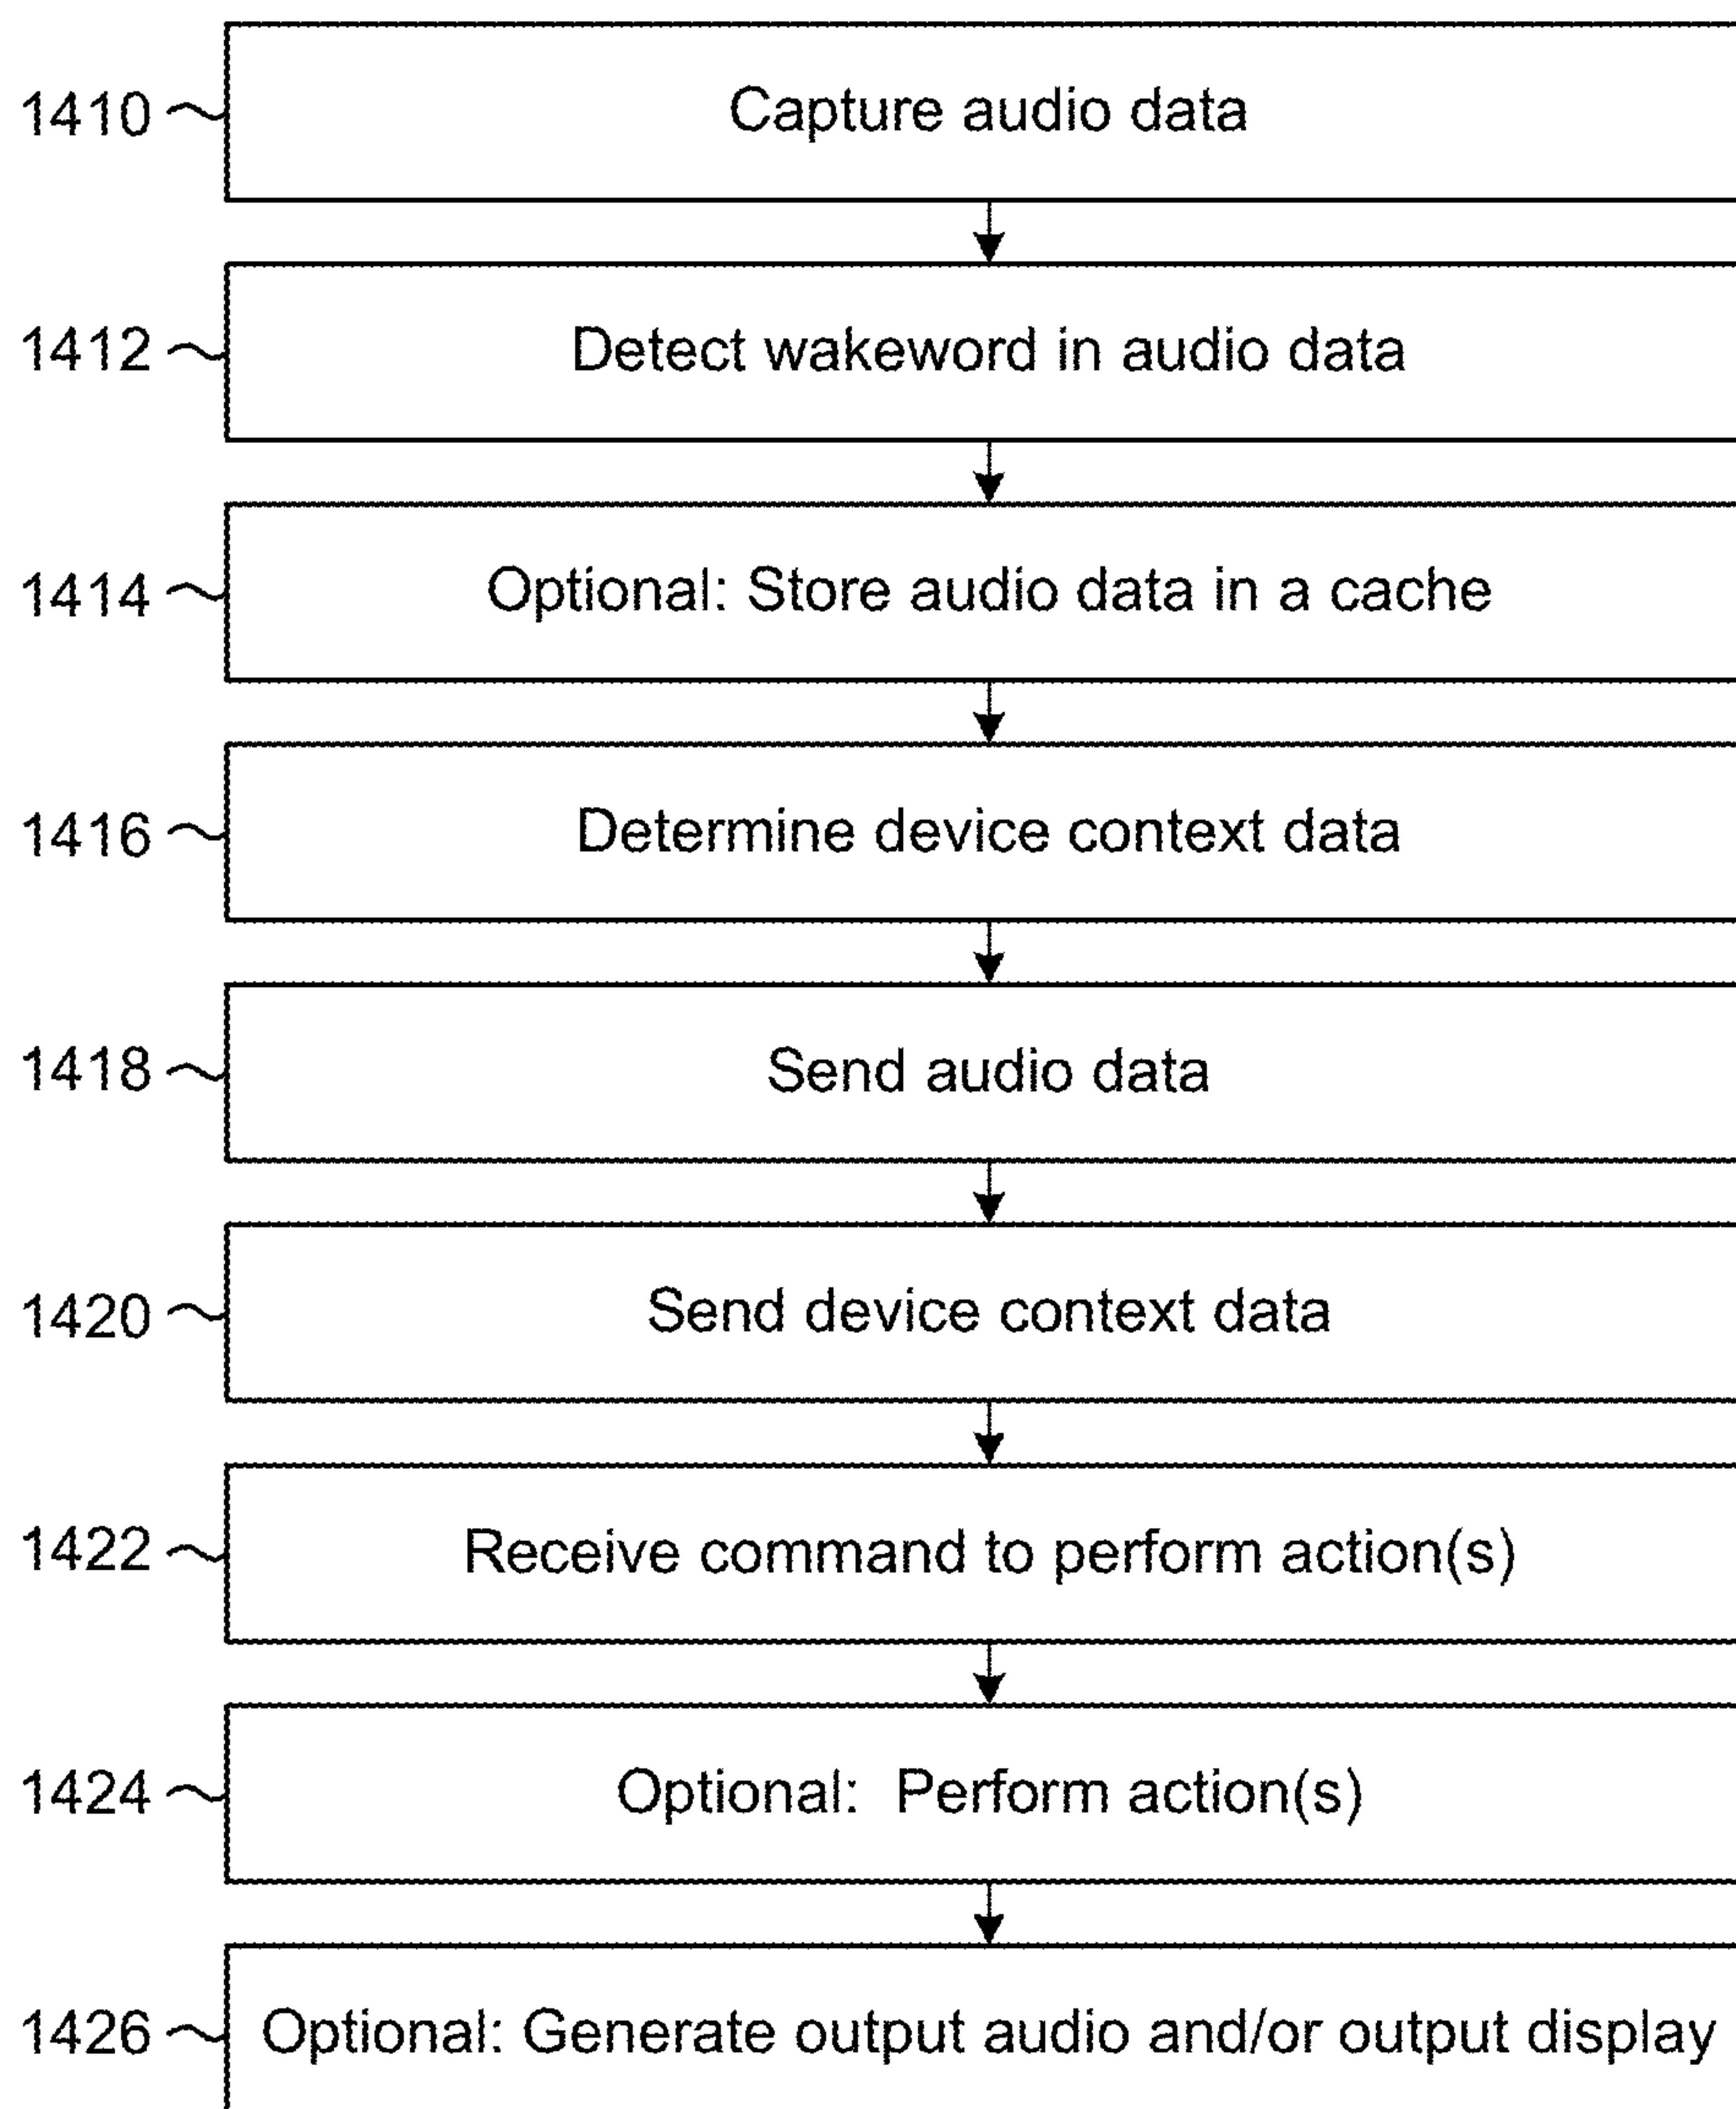 1410 Capture audio data
1412 Detect wakeword in audio data
1414 Optional: Store audio data in a cache
1416 Determine device context data
1418 Send audio data
1420 Send device context data
1422 Receive command to perform action(s)
1424 Optional: Perform action(s)
1426 Optional: Generate output audio and/or output display